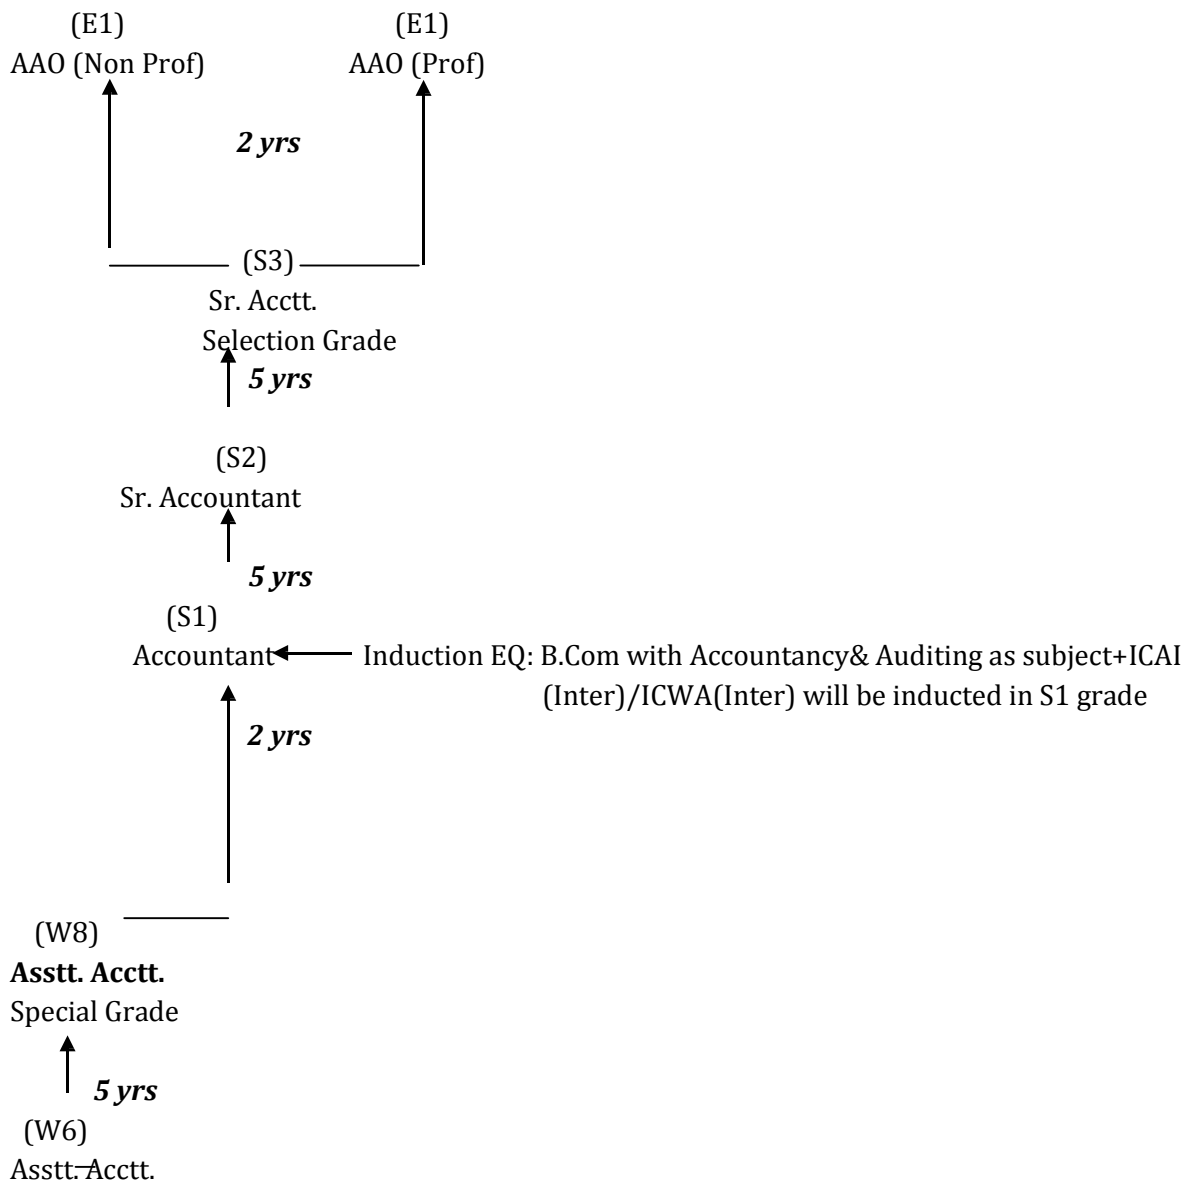 (E1) (E1)
AAO (Non Prof) AAO (Prof)
2 yrs
(S3)
Sr. Acctt.
Selection Grade
5 yrs
(S2)
Sr. Accountant
5 yrs
(S1)
Accountant Induction EQ: B.Com with Accountancy& Auditing as subject+ICAI
(Inter)/ICWA(Inter) will be inducted in S1 grade
2 yrs
(W8)
Asstt. Acctt.
Special Grade
5 yrs
(W6)
Asstt. Acctt.